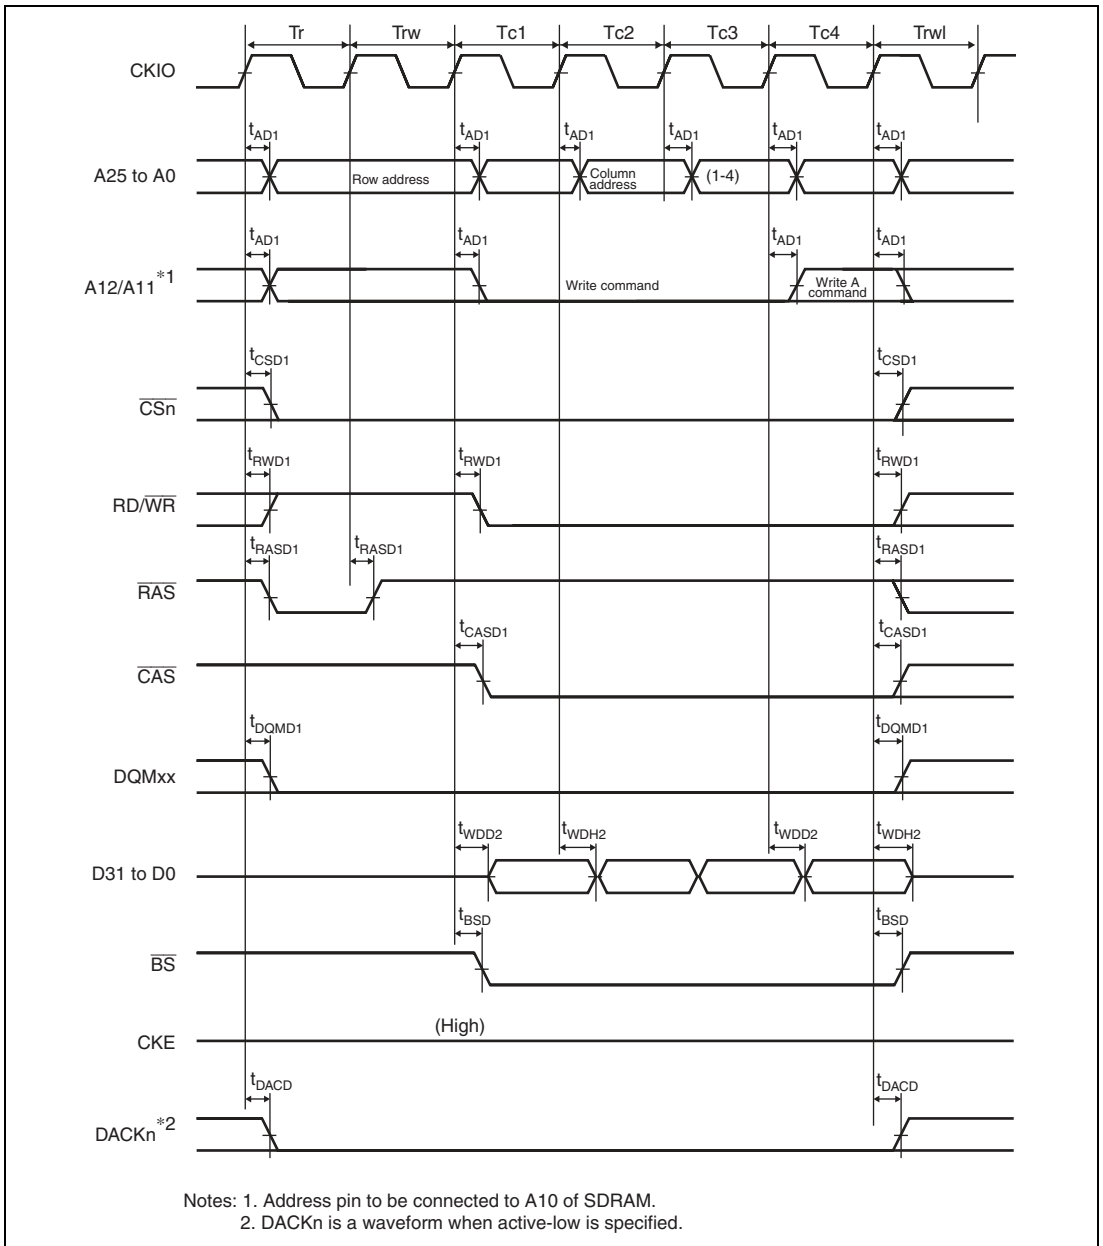 Tr Trw Tc1 Tc2 Tc3 Tc4 Trwl
CKIO
tAD1 tAD1 tAD1 tAD1 tAD1 tAD1
A25 to A0
Row address
Column
address
(1-4)
tAD1 tAD1 tAD1 tAD1
A12/A11*1
Write command
Write A
command
tCSD1 tCSD1
CSn
tRWD1 tRWD1 tRWD1
RD/WR
tRASD1 tRASD1 tRASD1
RAS
tCASD1 tCASD1
CAS
tDQMD1 tDQMD1
DQMxx
tWDD2 tWDH2 tWDD2 tWDH2
D31 to D0
tBSD tBSD
BS
(High)
CKE
tDACD tDACD
DACKn*2
Notes: 1. Address pin to be connected to A10 of SDRAM.
2. DACKn is a waveform when active-low is specified.